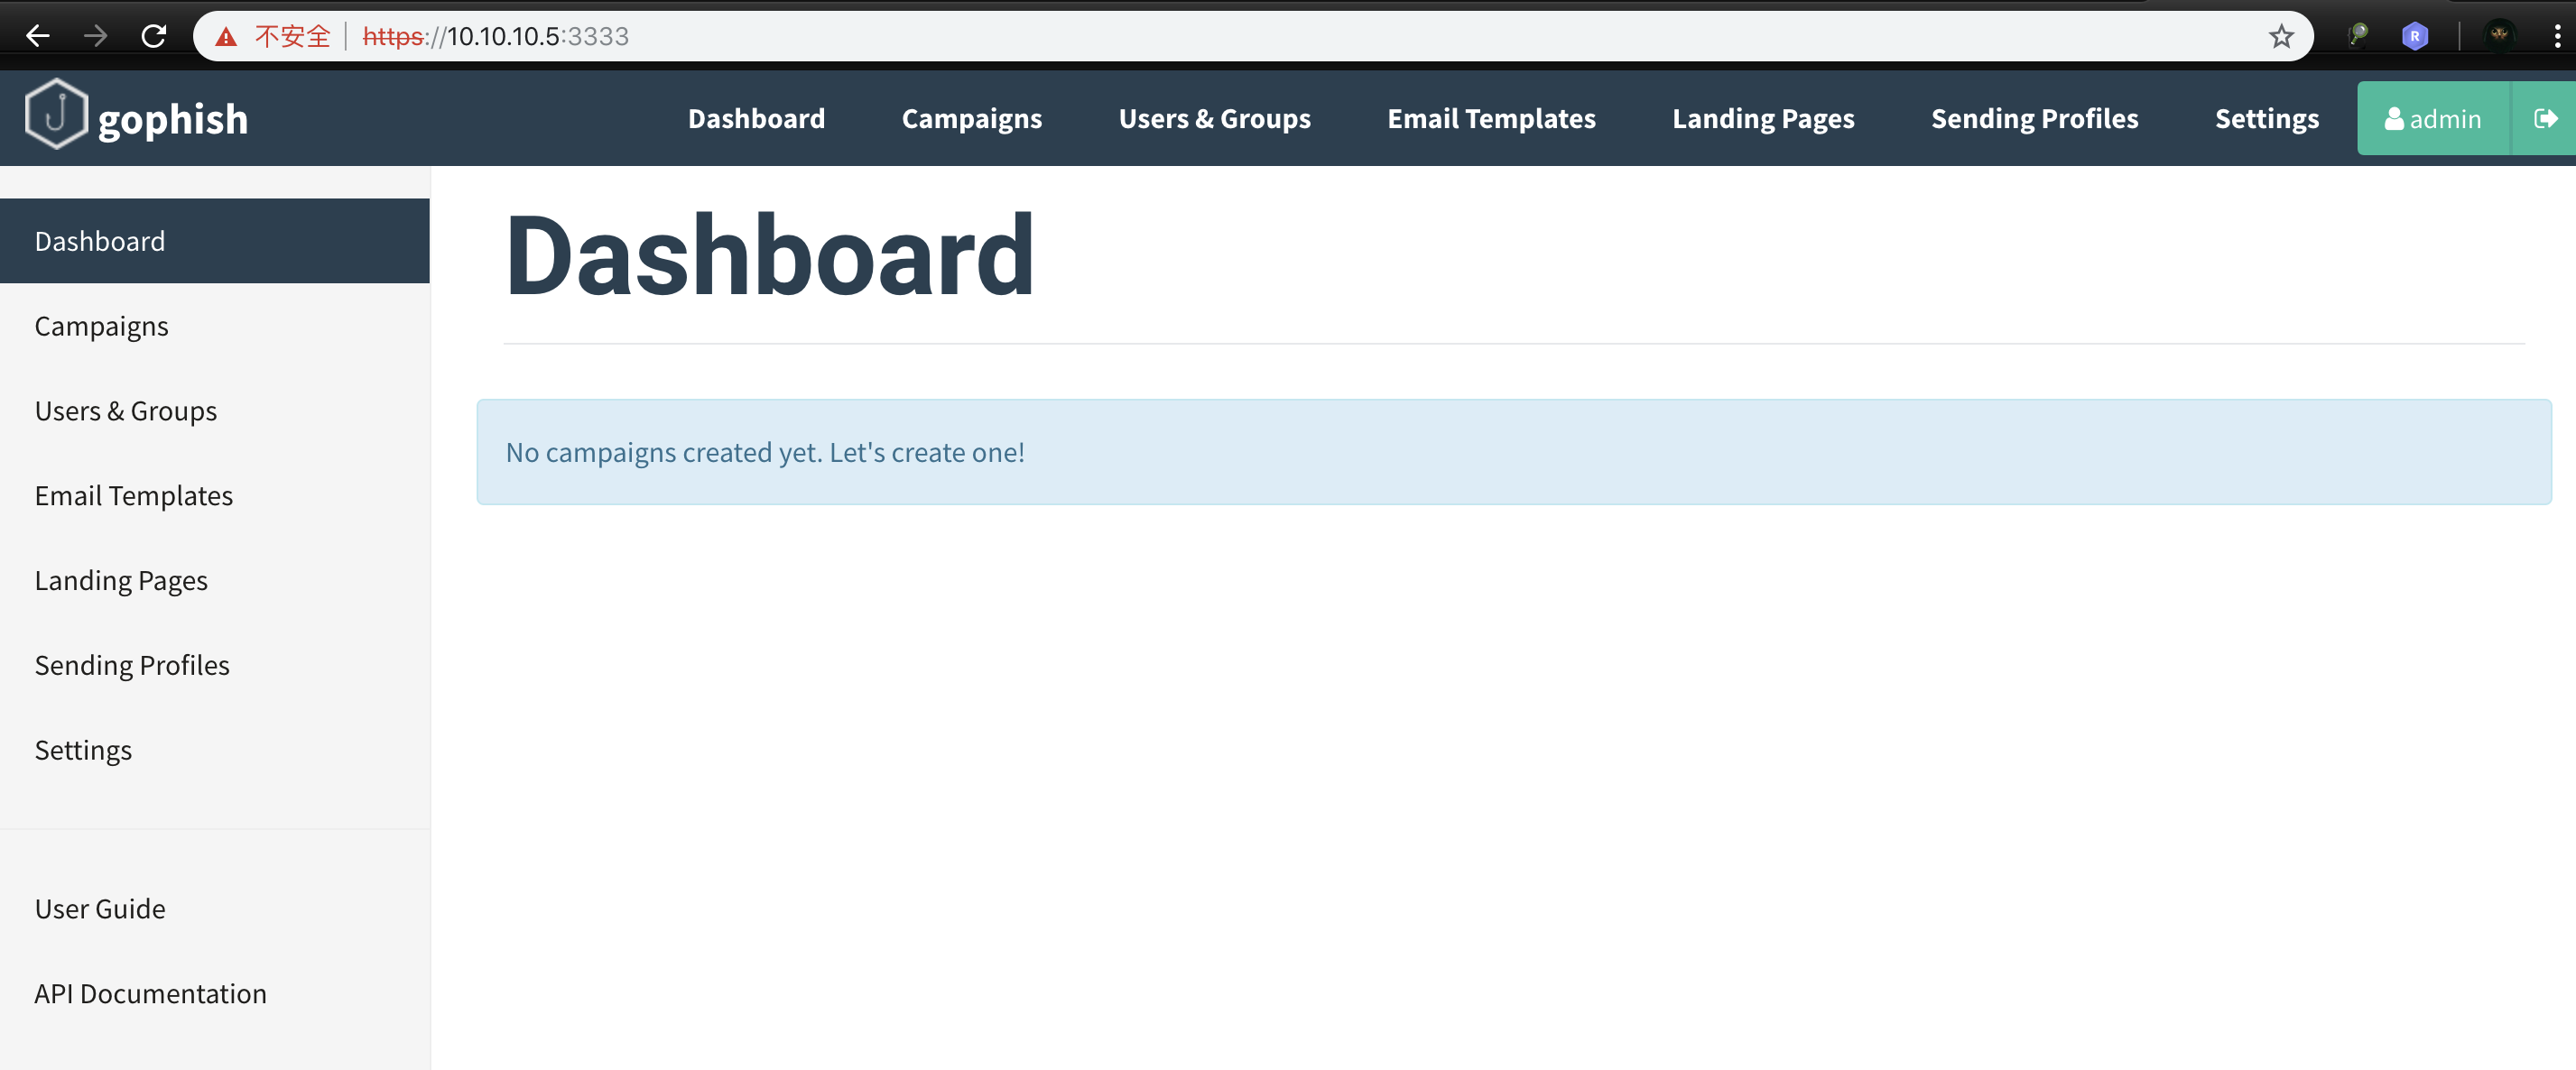 不安全 https://10.10.10.5:3333 R
gophish Dashboard Campaigns Users & Groups Email Templates Landing Pages Sending Profiles Settings admin
Dashboard
Campaigns
Users & Groups
Email Templates
Landing Pages
Sending Profiles
Settings
User Guide
API Documentation
Dashboard
No campaigns created yet. Let's create one!